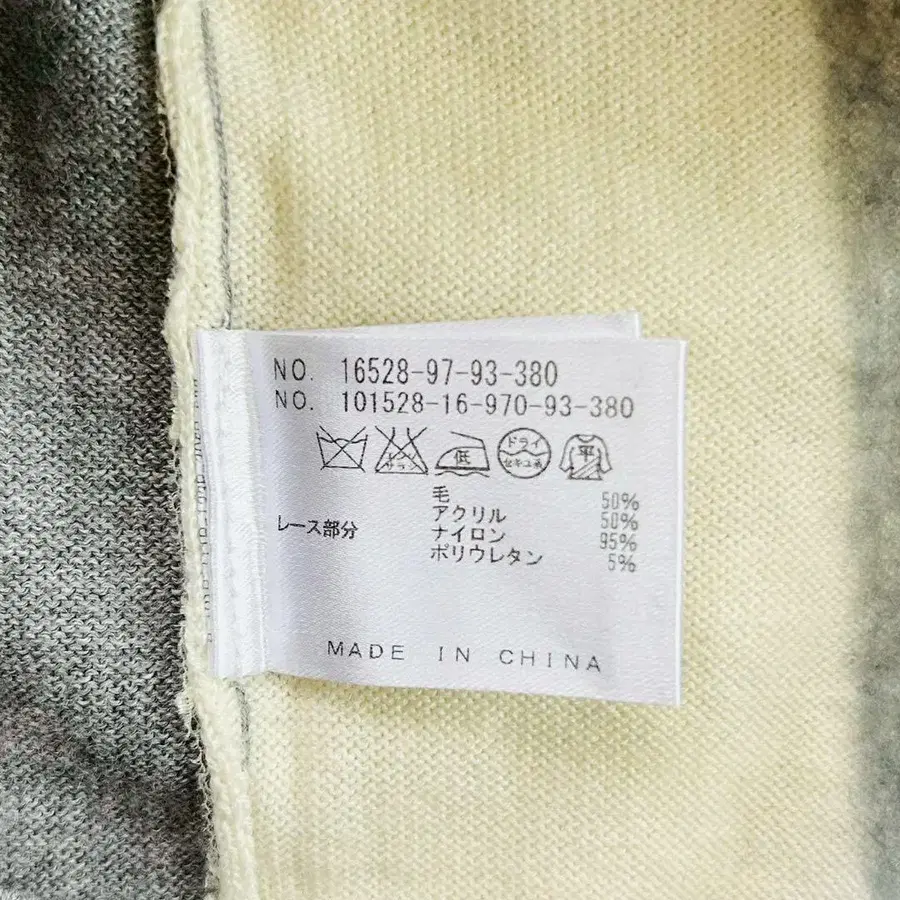 NO. 16528-97-93-380
NO. 101528-16-970-93-380
低 ドライ セキユ系 平
毛 50%
アクリル 50%
レース部分 ナイロン 95%
ポリウレタン 5%
MADE IN CHINA